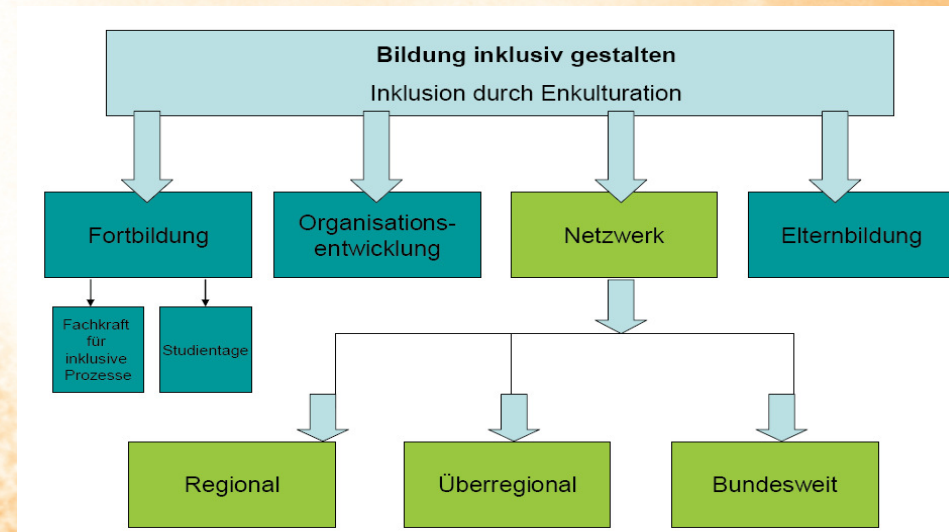 Bildung inklusiv gestalten
Inklusion durch Enkulturation
Fortbildung
Organisations-
entwicklung
Netzwerk
Elternbildung
Fachkraft
für
inklusive
Prozesse
Studientage
Regional
Überregional
Bundesweit